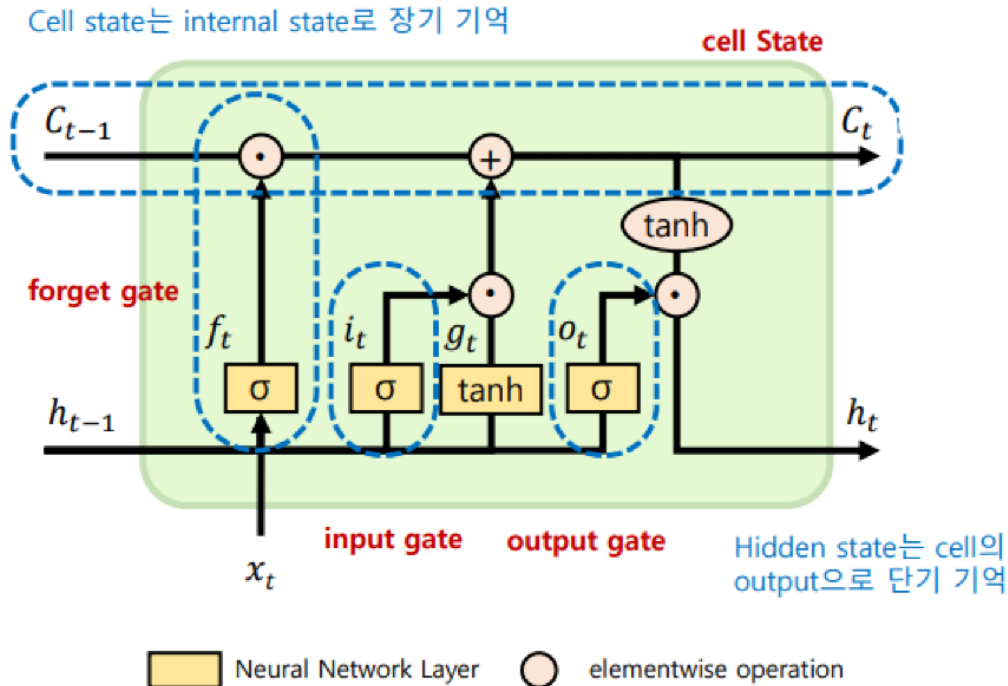 Cell state는 internal state로 장기 기억
cell State
C_{t-1}
C_t
·
+
tanh
forget gate
·
·
f_t
i_t
g_t
o_t
σ
σ
tanh
σ
h_{t-1}
h_t
input gate
output gate
x_t
Hidden state는 cell의
output으로 단기 기억
Neural Network Layer
elementwise operation